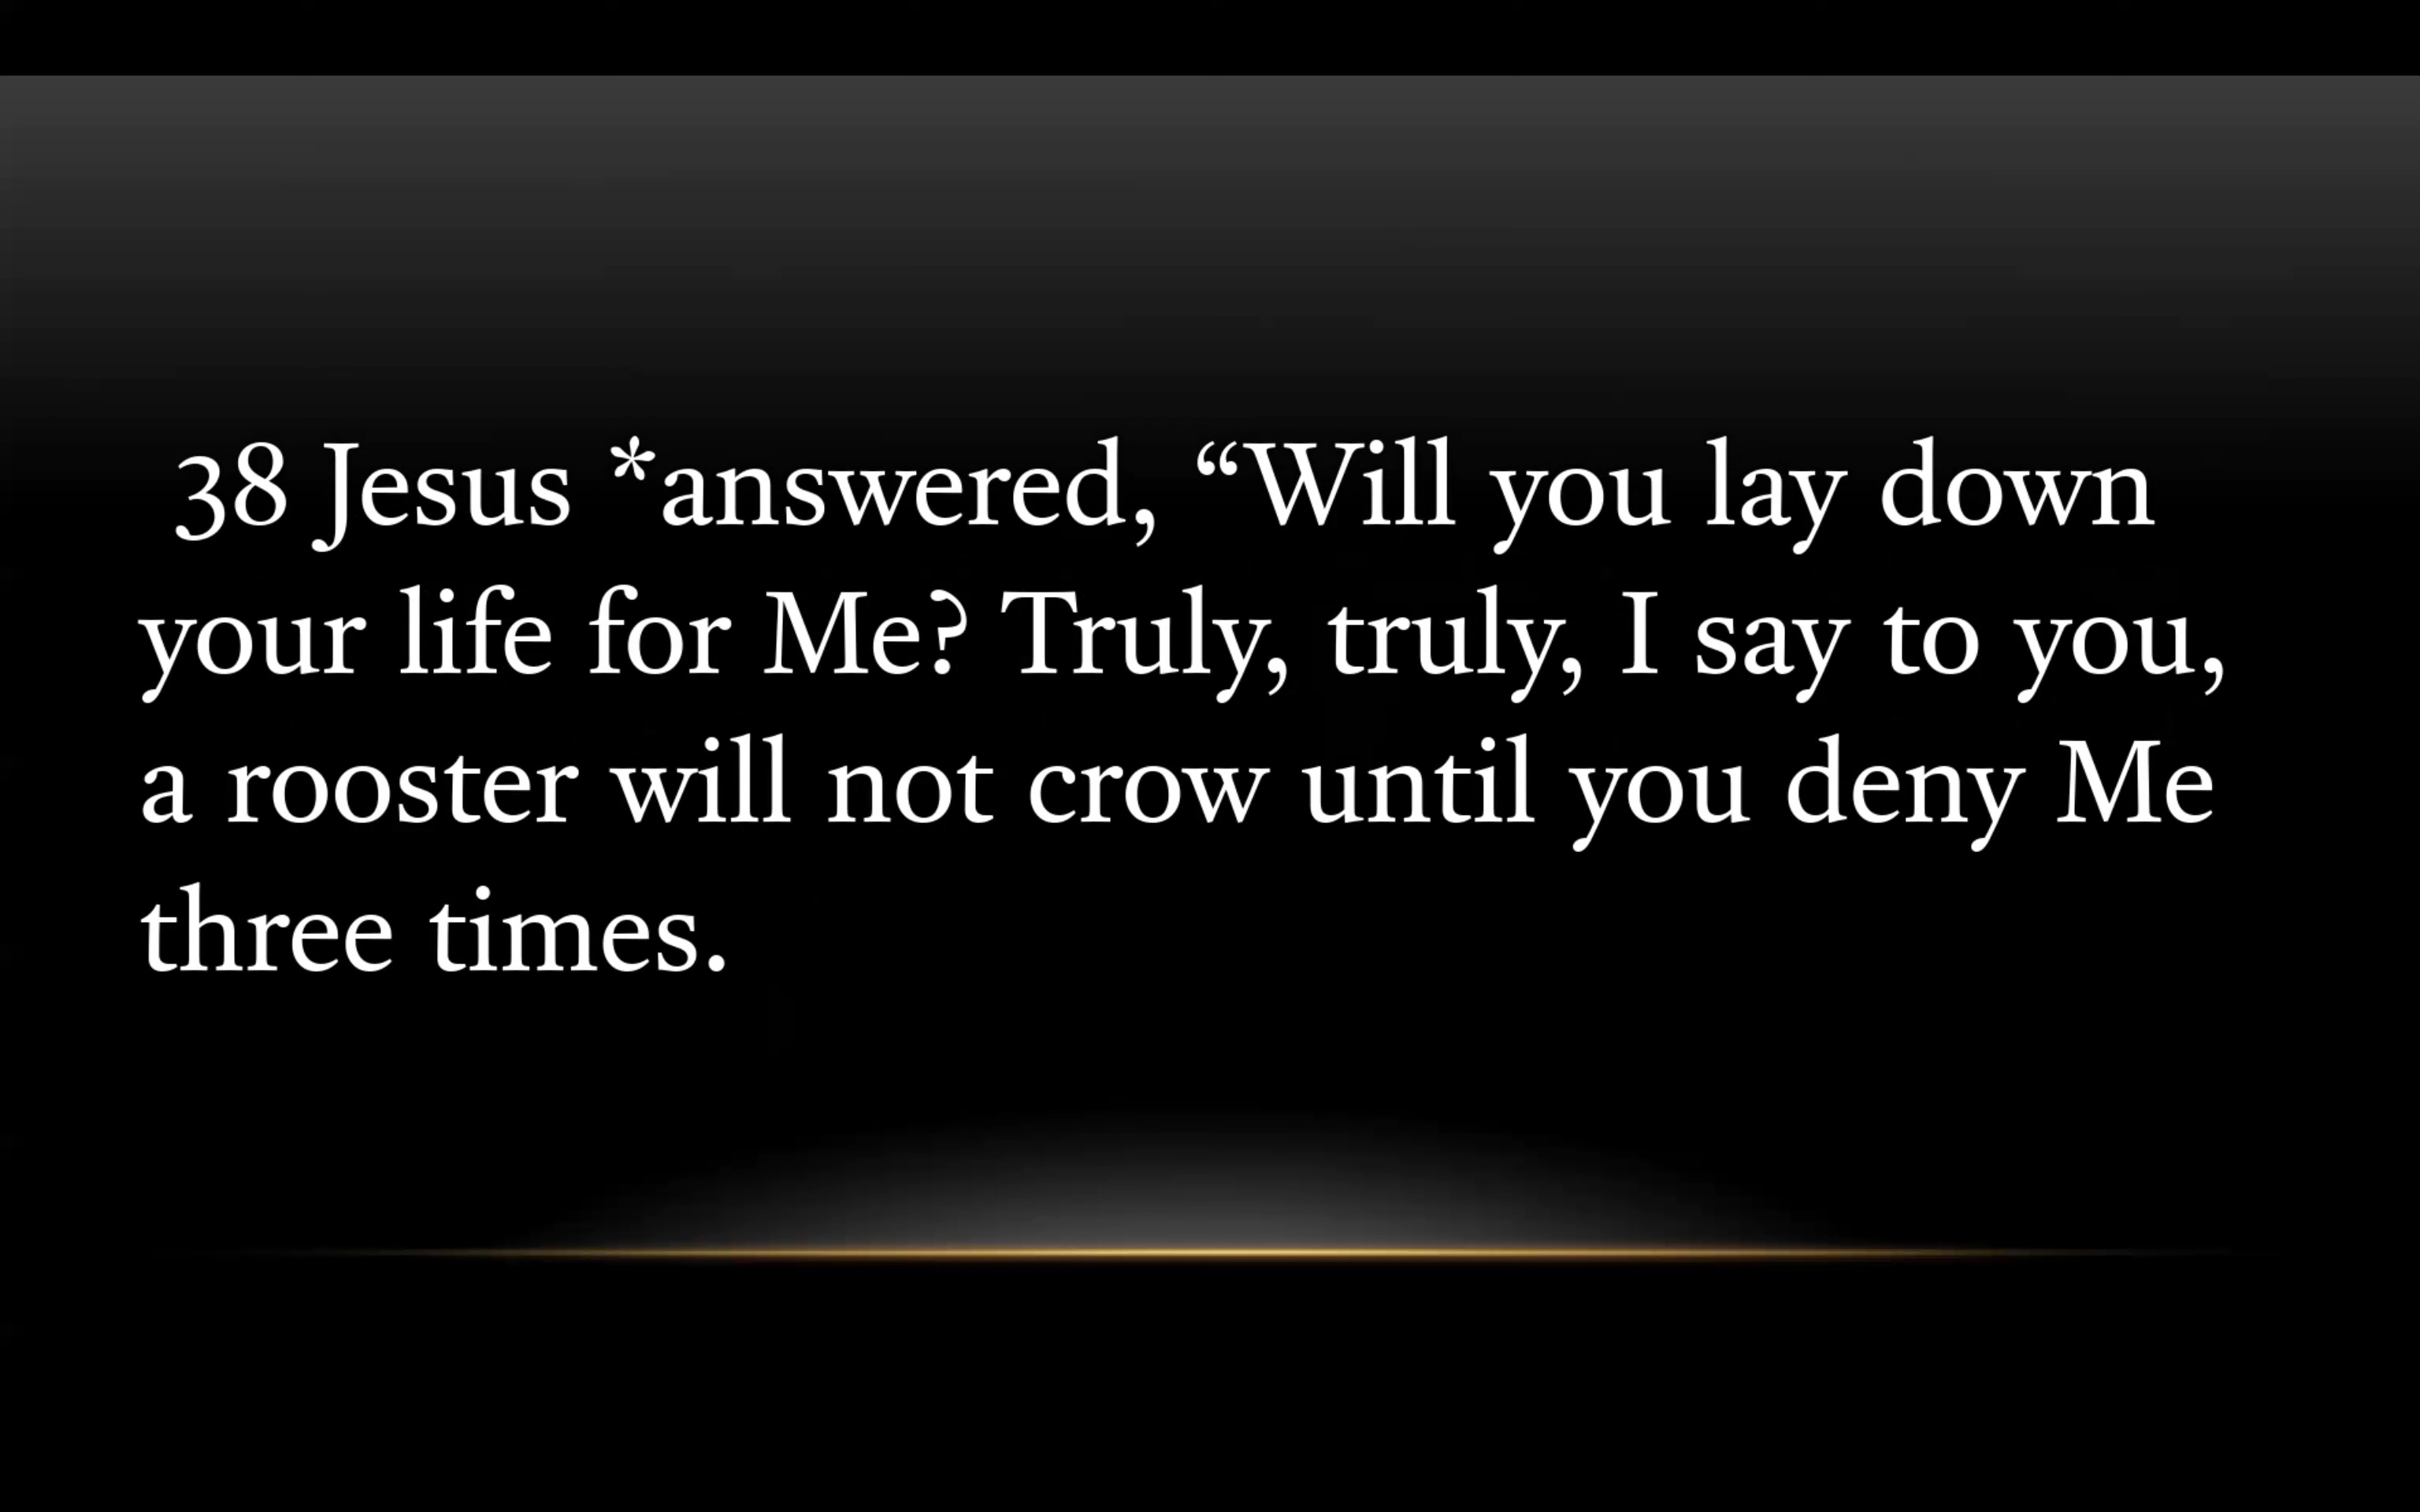 38 Jesus *answered, “Will you lay down
your life for Me? Truly, truly, I say to you,
a rooster will not crow until you deny Me
three times.